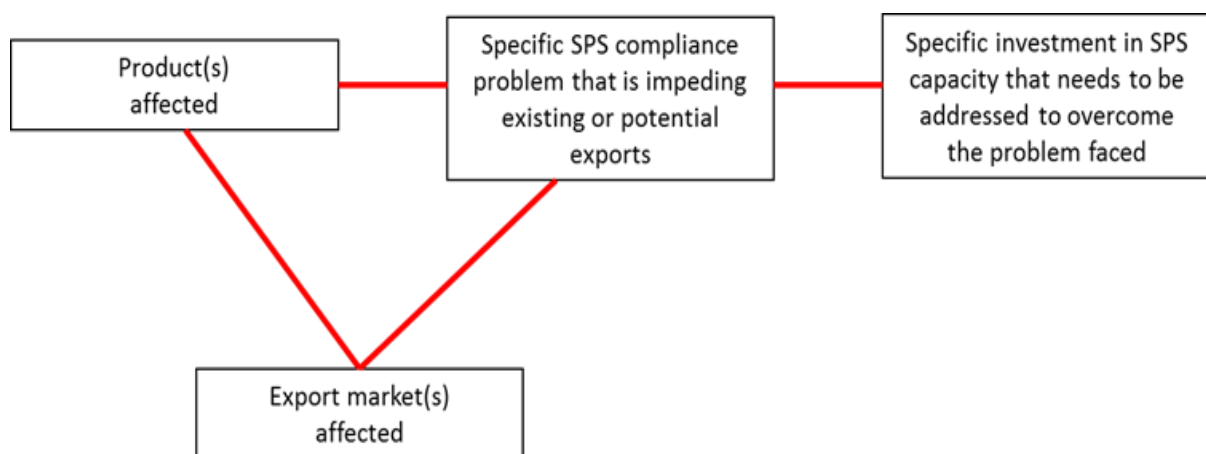 Product(s)
affected
Specific SPS compliance
problem that is impeding
existing or potential
exports
Specific investment in SPS
capacity that needs to be
addressed to overcome
the problem faced
Export market(s)
affected